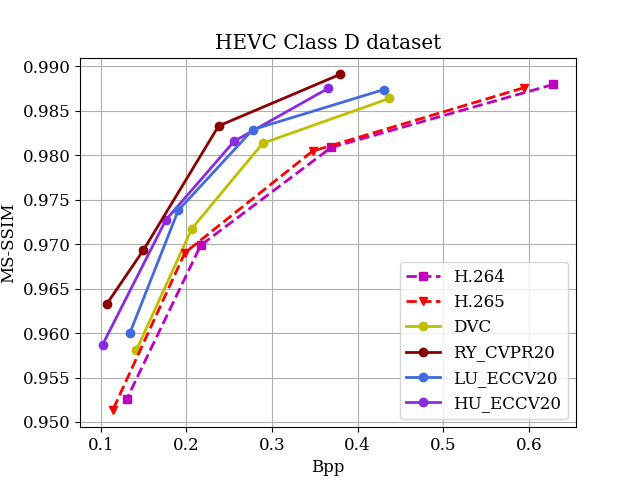 HEVC Class D dataset
MS-SSIM
0.990
0.985
0.980
0.975
0.970
0.965
0.960
0.955
0.950
H.264
H.265
DVC
RY_CVPR20
LU_ECCV20
HU_ECCV20
0.1 0.2 0.3 0.4 0.5 0.6
Bpp